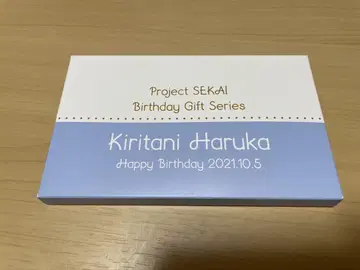 Project SEKAI
Birthday Gift Series
Kiritani Haruka
Happy Birthday 2021.10.5